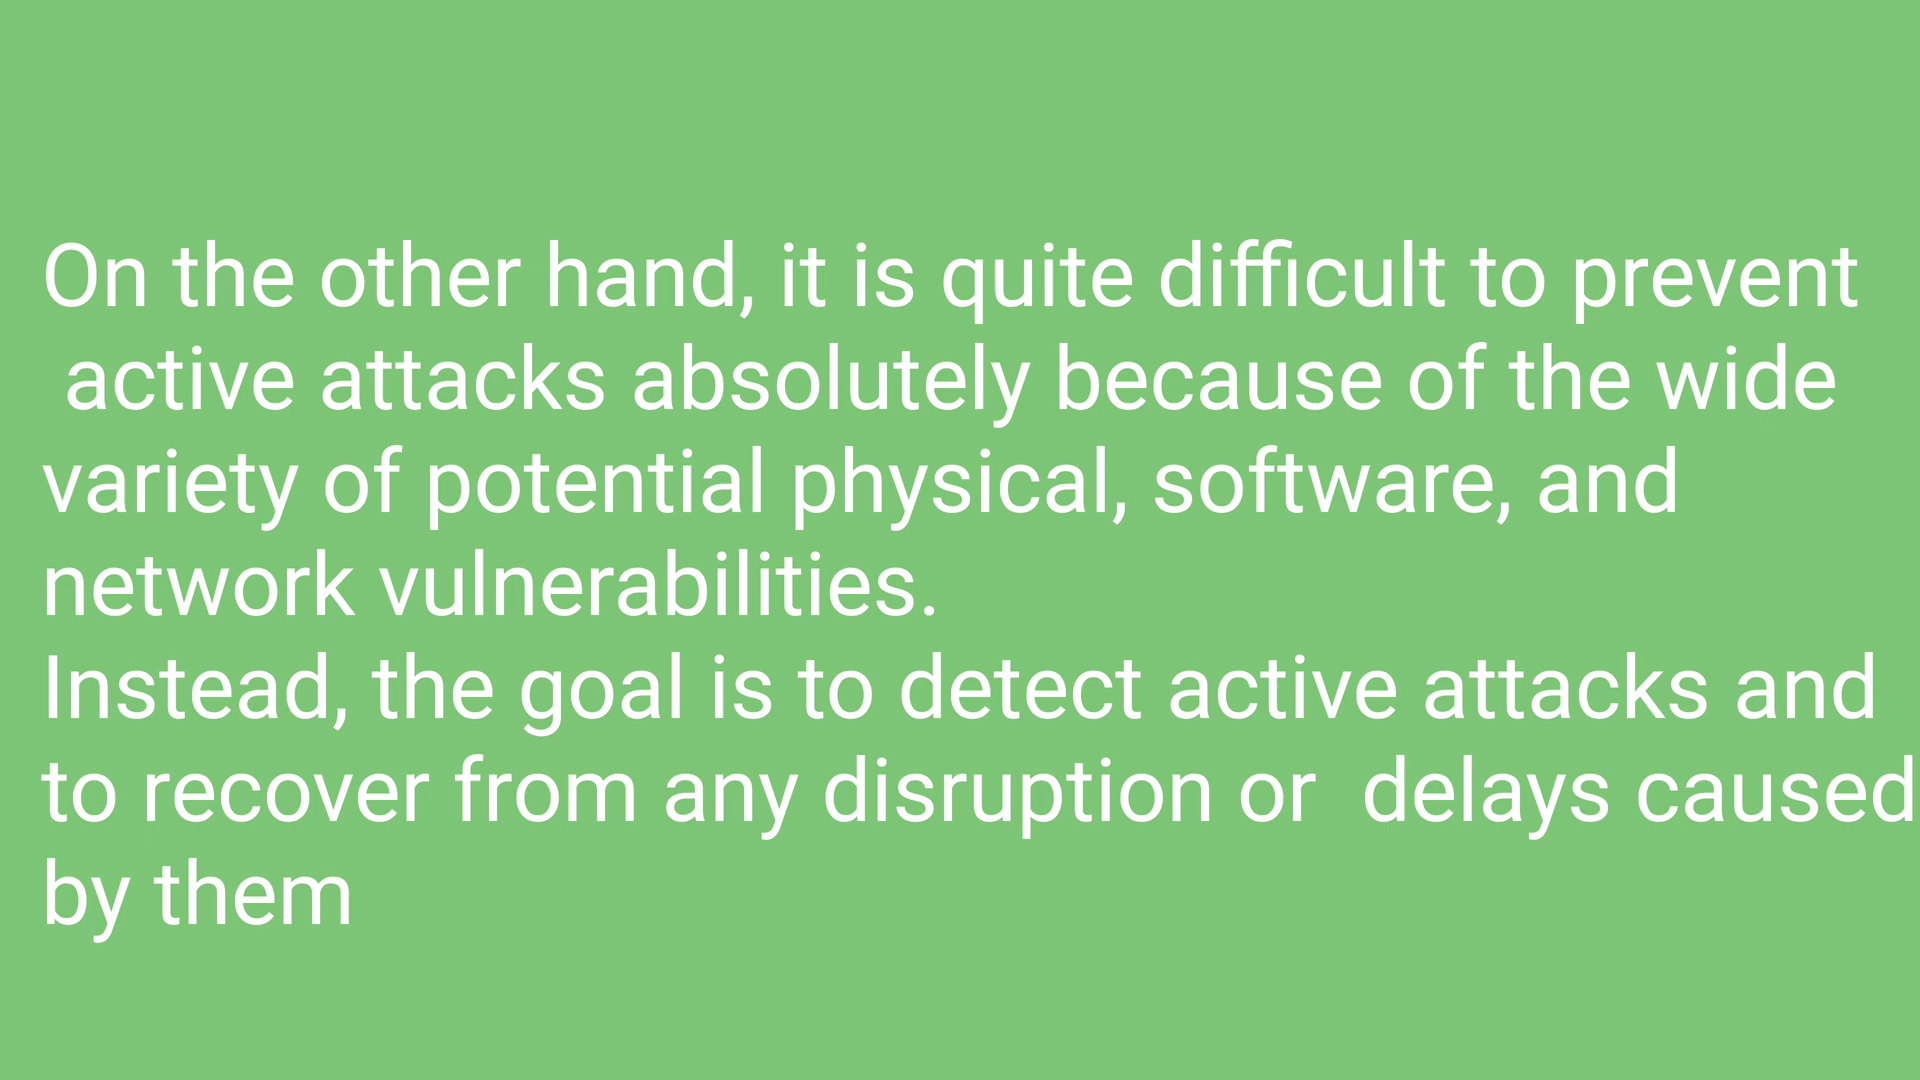 On the other hand, it is quite difficult to prevent
active attacks absolutely because of the wide
variety of potential physical, software, and
network vulnerabilities.
Instead, the goal is to detect active attacks and
to recover from any disruption or  delays caused
by them